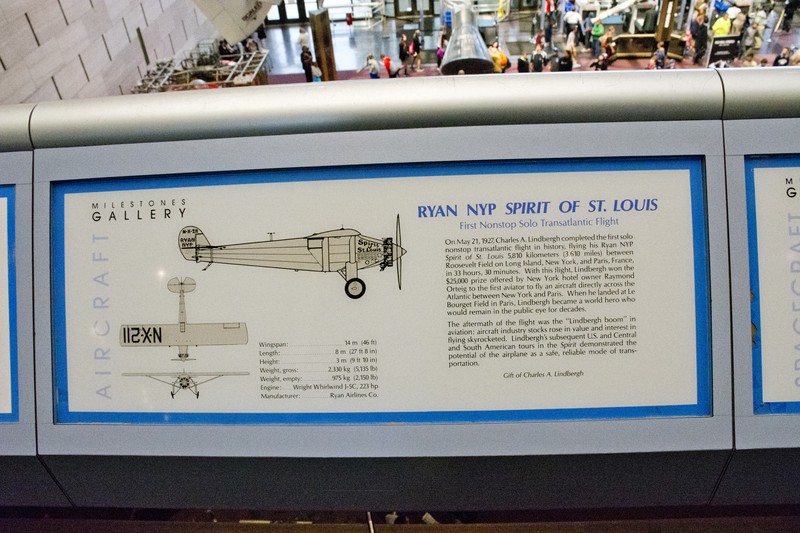 MILESTONES
GALLERY
AIRCRAFT
N-X-211
RYAN
NYP
Spirit
of
St. Louis
N-X-211
Wingspan: 14 m (46 ft)
Length: 8 m (27 ft 8 in)
Height: 3 m (9 ft 10 in)
Weight, gross: 2,330 kg (5,135 lb)
Weight, empty: 975 kg (2,150 lb)
Engine: Wright Whirlwind J-5C, 223 hp
Manufacturer: Ryan Airlines Co.
RYAN NYP SPIRIT OF ST. LOUIS
First Nonstop Solo Transatlantic Flight
On May 21, 1927, Charles A. Lindbergh completed the first solo
nonstop transatlantic flight in history, flying his Ryan NYP
Spirit of St. Louis 5,810 kilometers (3,610 miles) between
Roosevelt Field on Long Island, New York, and Paris, France,
in 33 hours, 30 minutes. With this flight, Lindbergh won the
$25,000 prize offered by New York hotel owner Raymond
Orteig to the first aviator to fly an aircraft directly across the
Atlantic between New York and Paris. When he landed at Le
Bourget Field in Paris, Lindbergh became a world hero who
would remain in the public eye for decades.
The aftermath of the flight was the "Lindbergh boom" in
aviation: aircraft industry stocks rose in value and interest in
flying skyrocketed. Lindbergh's subsequent U.S. and Central
and South American tours in the Spirit demonstrated the
potential of the airplane as a safe, reliable mode of trans-
portation.
Gift of Charles A. Lindbergh
M
G
SPACECRAFT